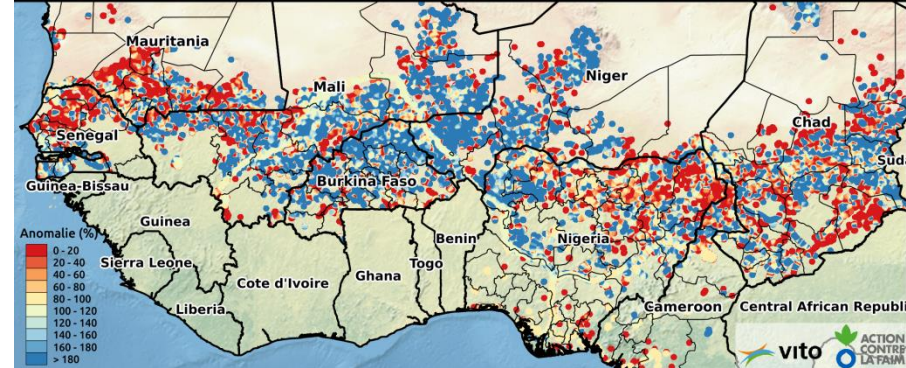 Mauritania
Mali
Niger
Chad
Senegal
Suda
Guinea-Bissau
Burkina Faso
Guinea
Nigeria
Benin
Togo
Ghana
Cote d'Ivoire
Sierra Leone
Liberia
Cameroon
Central African Republi
Anomalie (%)
0 - 20
20 - 40
40 - 60
60 - 80
80 - 100
100 - 120
120 - 140
140 - 160
160 - 180
> 180
vito
ACTION
CONTRE
LA FAIM